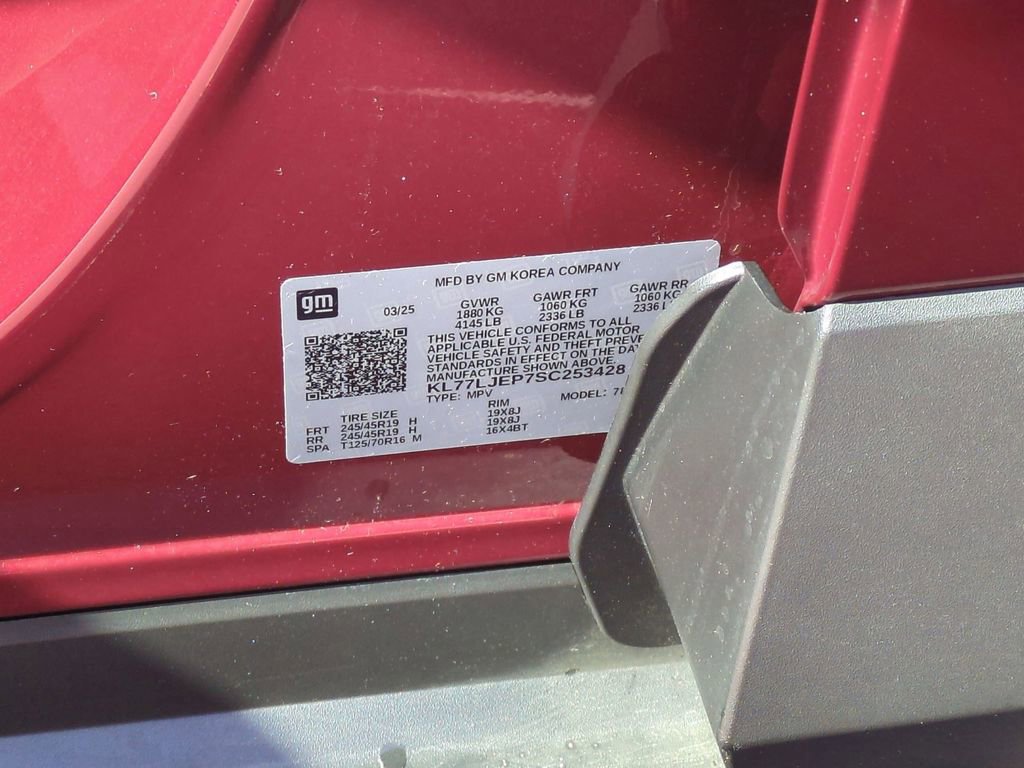 MFD BY GM KOREA COMPANY
gm
03/25
GVWR GAWR FRT GAWR RR
1880 KG 1060 KG 1060 KG
4145 LB 2336 LB 2336
THIS VEHICLE CONFORMS TO ALL
APPLICABLE U.S. FEDERAL MOTOR
VEHICLE SAFETY AND THEFT
STANDARDS IN EFFECT ON THE
MANUFACTURE SHOWN ABOVE.
KL77LJEP7SC253428
TYPE: MPV MODEL:
TIRE SIZE RIM
FRT 245/45R19 H 19X8J
RR 245/45R19 H 19X8J
SPA T125/70R16 M 16X4BT